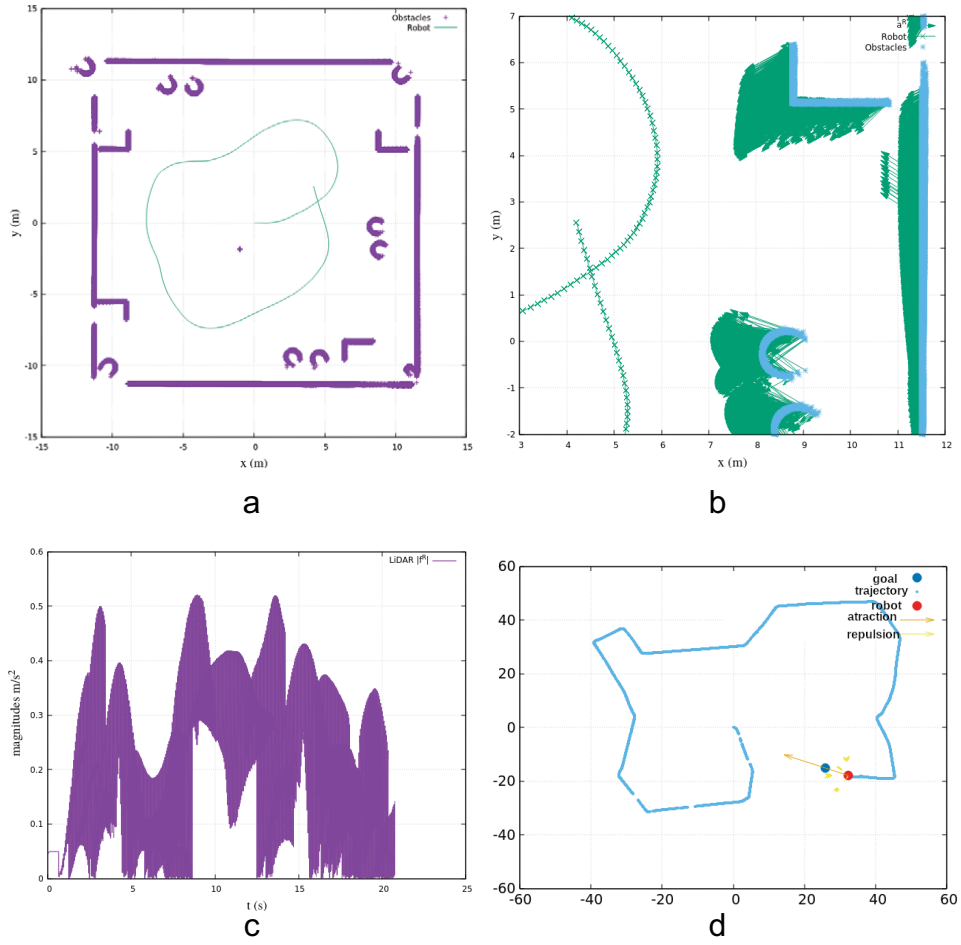 Obstacles
Robot
15
10
5
0
-5
-10
-15
y (m)
-15 -10 -5 0 5 10 15
x (m)
a
7
6
5
4
3
2
1
0
-1
-2
y (m)
a^R
Robot
Obstacles
3 4 5 6 7 8 9 10 11 12
x (m)
b
0.6
0.5
0.4
0.3
0.2
0.1
0
magnitudes m/s²
LiDAR |f^R|
0 5 10 15 20 25
t (s)
c
60
40
20
0
-20
-40
-60
goal
trajectory
robot
atraction
repulsion
-60 -40 -20 0 20 40 60
d